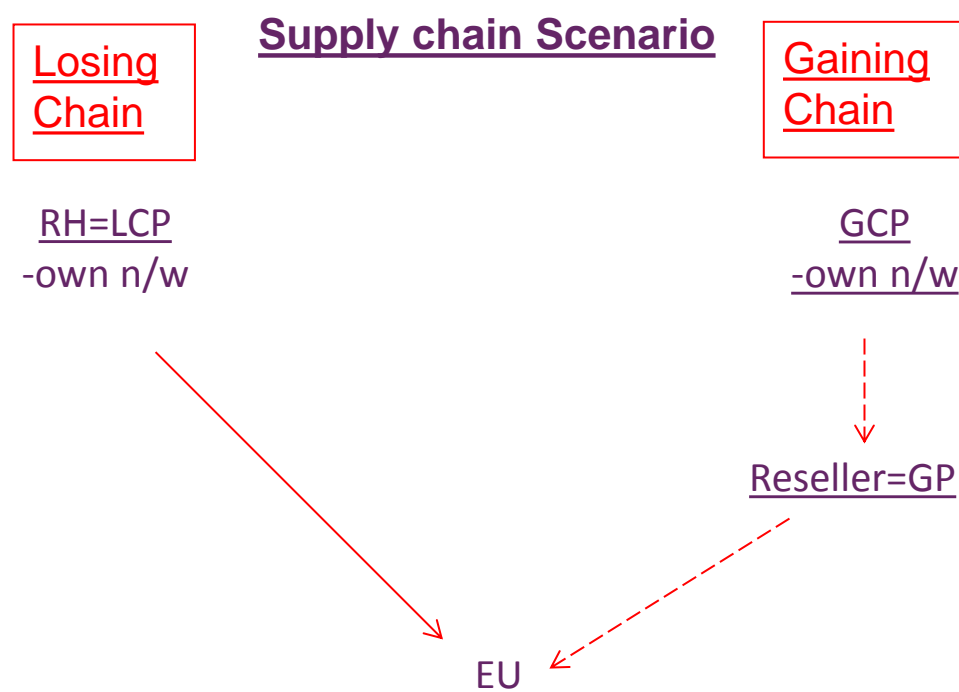 Supply chain Scenario
Losing
Chain
Gaining
Chain
RH=LCP
-own n/w
GCP
-own n/w
Reseller=GP
EU